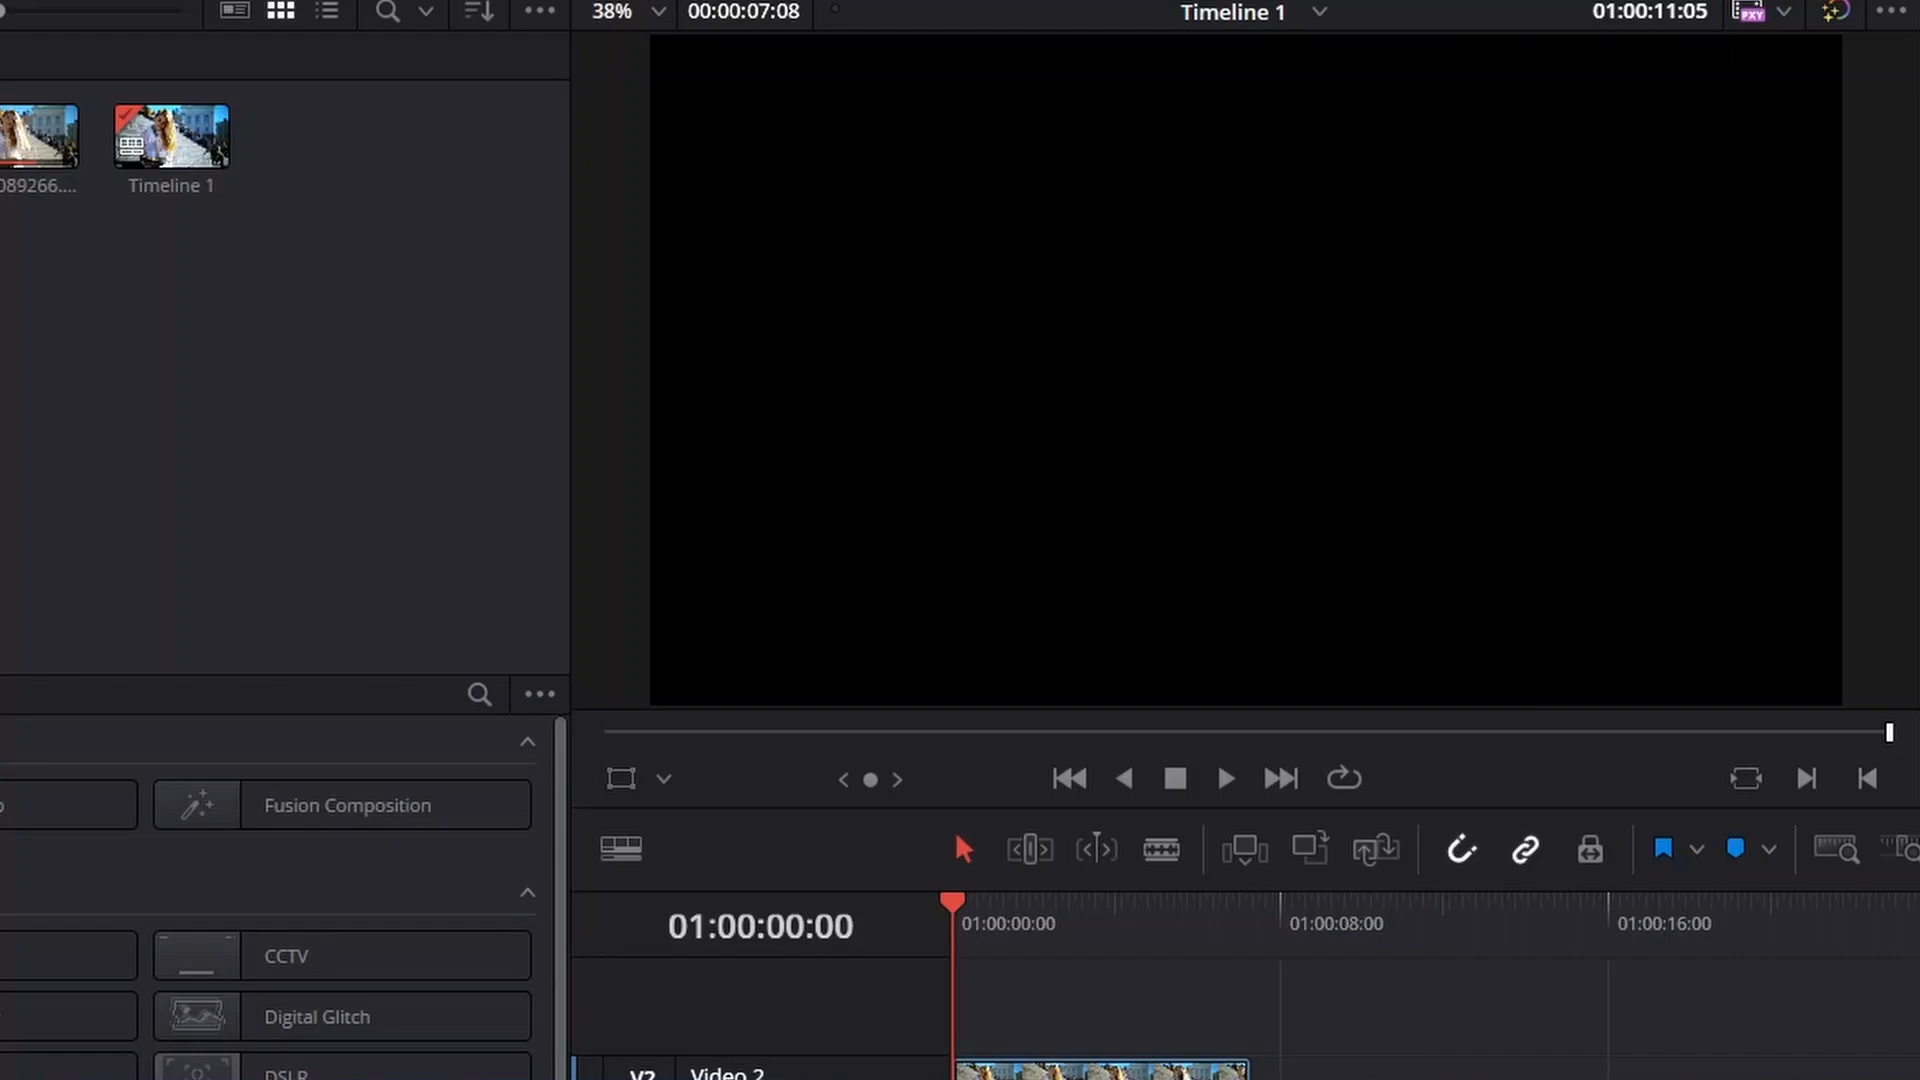 38%
00:00:07:08
Timeline 1
01:00:11:05
PXY
089266....
Timeline 1
Fusion Composition
CCTV
Digital Glitch
DSLR
01:00:00:00
01:00:00:00
01:00:08:00
01:00:16:00
V2
Video 2